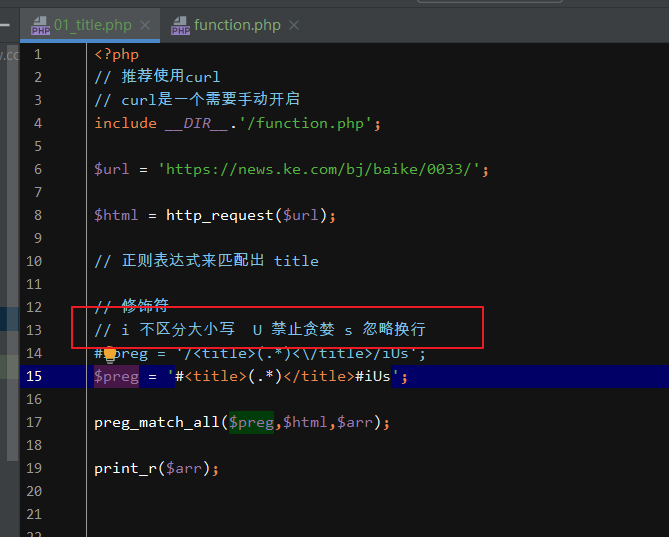 01_title.php
function.php
1 <?php
2 // 推荐使用curl
3 // curl是一个需要手动开启
4 include __DIR__.'/function.php';
5
6 $url = 'https://news.ke.com/bj/baike/0033/';
7
8 $html = http_request($url);
9
10 // 正则表达式来匹配出 title
11
12 // 修饰符
13 // i 不区分大小写 U 禁止贪婪 s 忽略换行
14 # preg = '/<title>(.*)<\/title>/iUs';
15 $preg = '#<title>(.*)</title>#iUs';
16
17 preg_match_all($preg,$html,$arr);
18
19 print_r($arr);
20
21